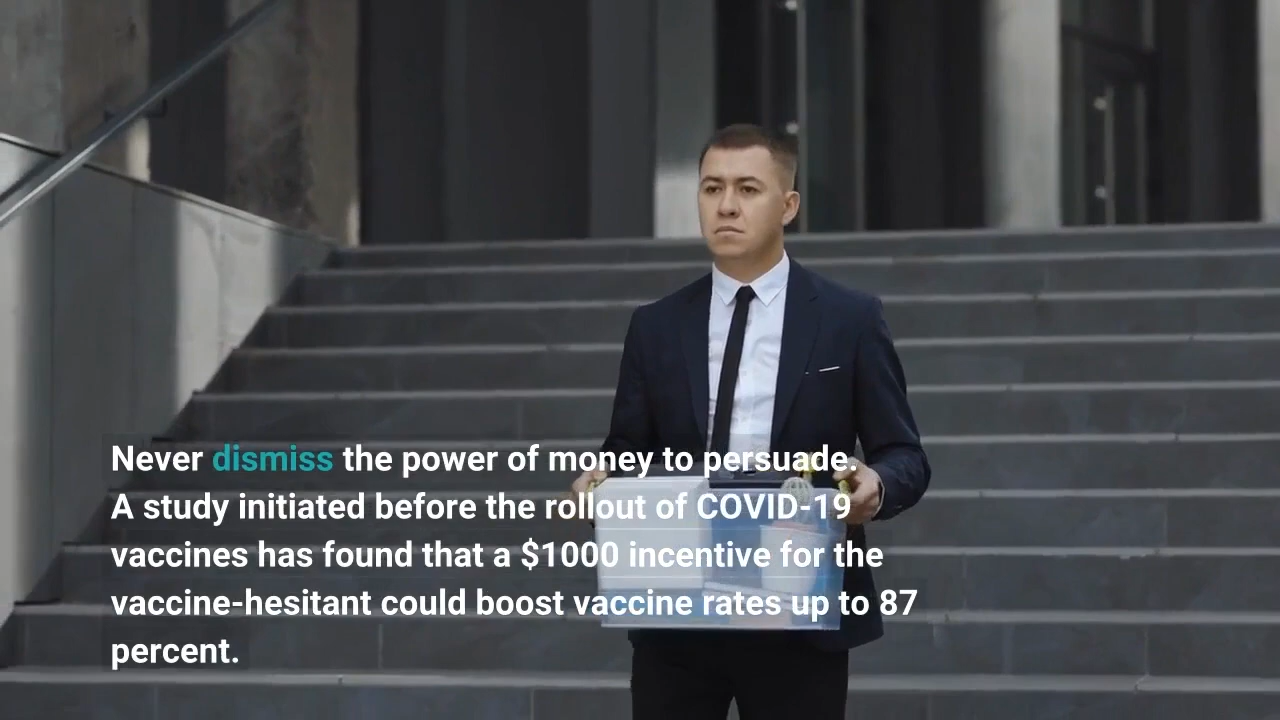 Never dismiss the power of money to persuade.
A study initiated before the rollout of COVID-19
vaccines has found that a $1000 incentive for the
vaccine-hesitant could boost vaccine rates up to 87
percent.